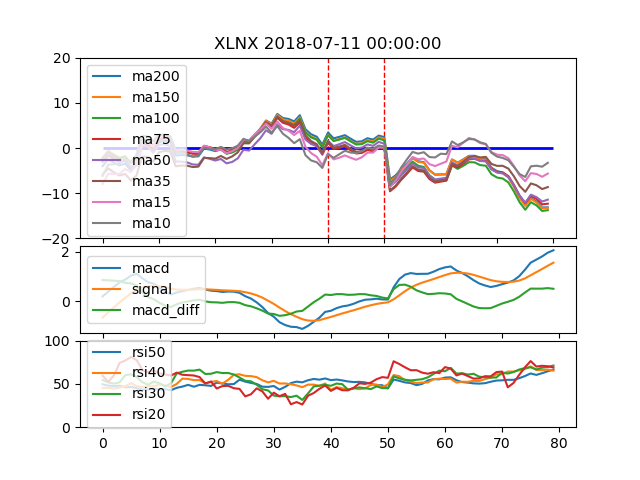 XLNX 2018-07-11 00:00:00
20
10
0
−10
−20
ma200
ma150
ma100
ma75
ma50
ma35
ma15
ma10
2
0
macd
signal
macd_diff
100
50
0
rsi50
rsi40
rsi30
rsi20
0 10 20 30 40 50 60 70 80